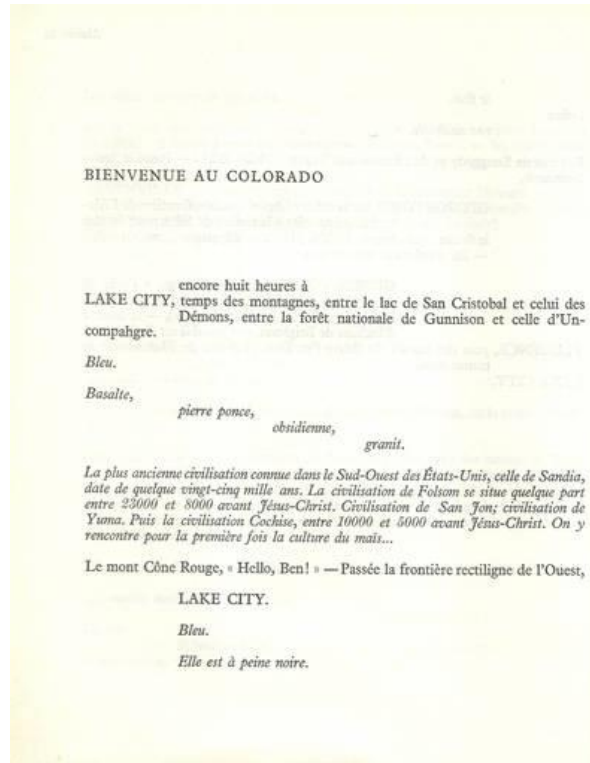 BIENVENUE AU COLORADO
encore huit heures à
LAKE CITY, temps des montagnes, entre le lac de San Cristobal et celui des
Démons, entre la forêt nationale de Gunnison et celle d'Un-
compahgre.
Bleu.
Basalte,
pierre ponce,
obsidienne,
granit.
La plus ancienne civilisation connue dans le Sud-Ouest des États-Unis, celle de Sandia,
date de quelque vingt-cinq mille ans. La civilisation de Folsom se situe quelque part
entre 23000 et 8000 avant Jésus-Christ. Civilisation de San Jon; civilisation de
Yuma. Puis la civilisation Cochise, entre 10000 et 5000 avant Jésus-Christ. On y
rencontre pour la première fois la culture du maïs...
Le mont Cône Rouge, « Hello, Ben! » — Passée la frontière rectiligne de l'Ouest,
LAKE CITY.
Bleu.
Elle est à peine noire.